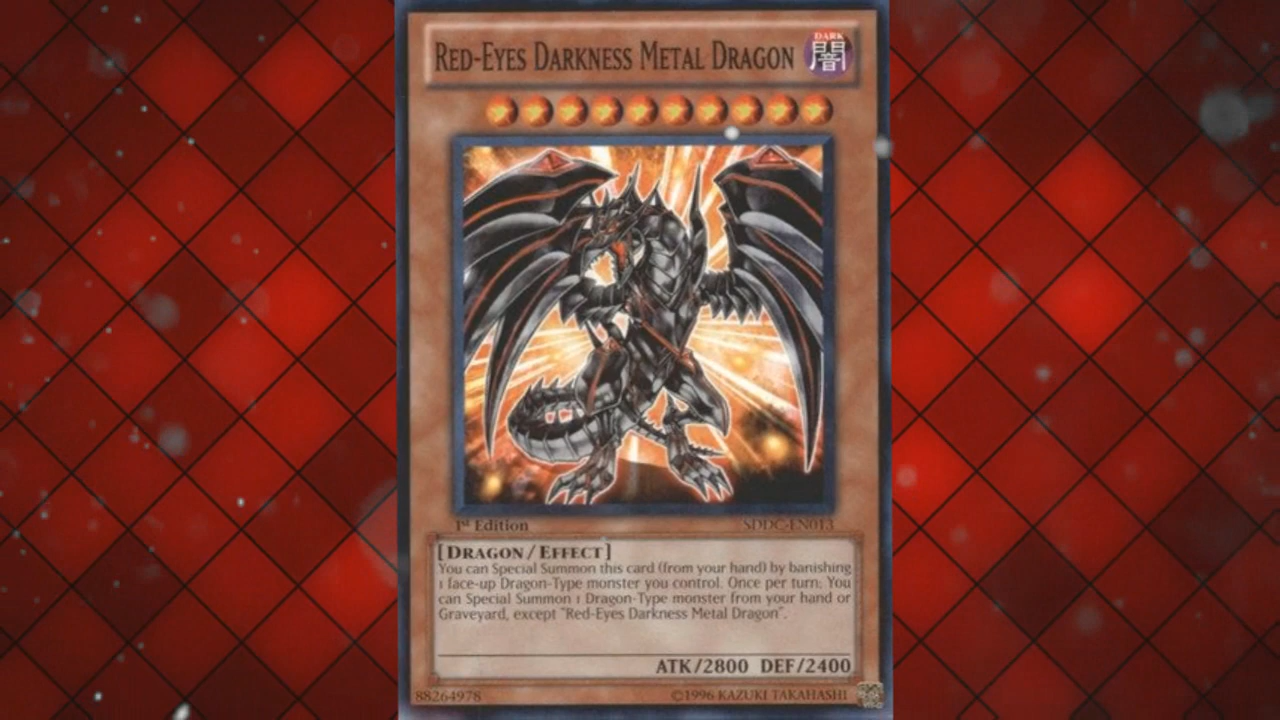 RED-EYES DARKNESS METAL DRAGON
DARK
闇
1st Edition
SDDC-EN013
[DRAGON/EFFECT]
You can Special Summon this card (from your hand) by banishing
1 face-up Dragon-Type monster you control. Once per turn: You
can Special Summon 1 Dragon-Type monster from your hand or
Graveyard, except "Red-Eyes Darkness Metal Dragon".
ATK/2800 DEF/2400
88264978
©1996 KAZUKI TAKAHASHI